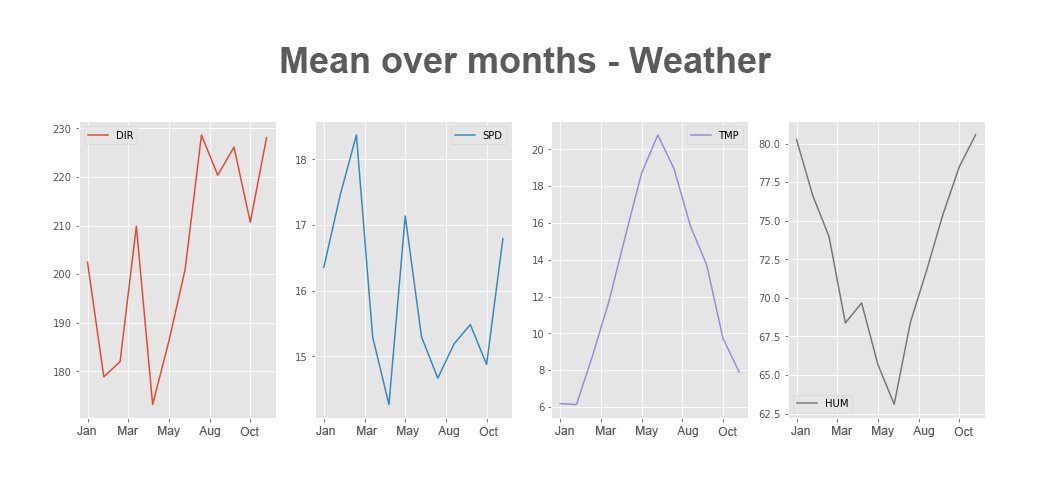 Mean over months - Weather
DIR
230
220
210
200
190
180
Jan Mar May Aug Oct
SPD
18
17
16
15
Jan Mar May Aug Oct
TMP
20
18
16
14
12
10
8
6
Jan Mar May Aug Oct
80.0
77.5
75.0
72.5
70.0
67.5
65.0
62.5
HUM
Jan Mar May Aug Oct